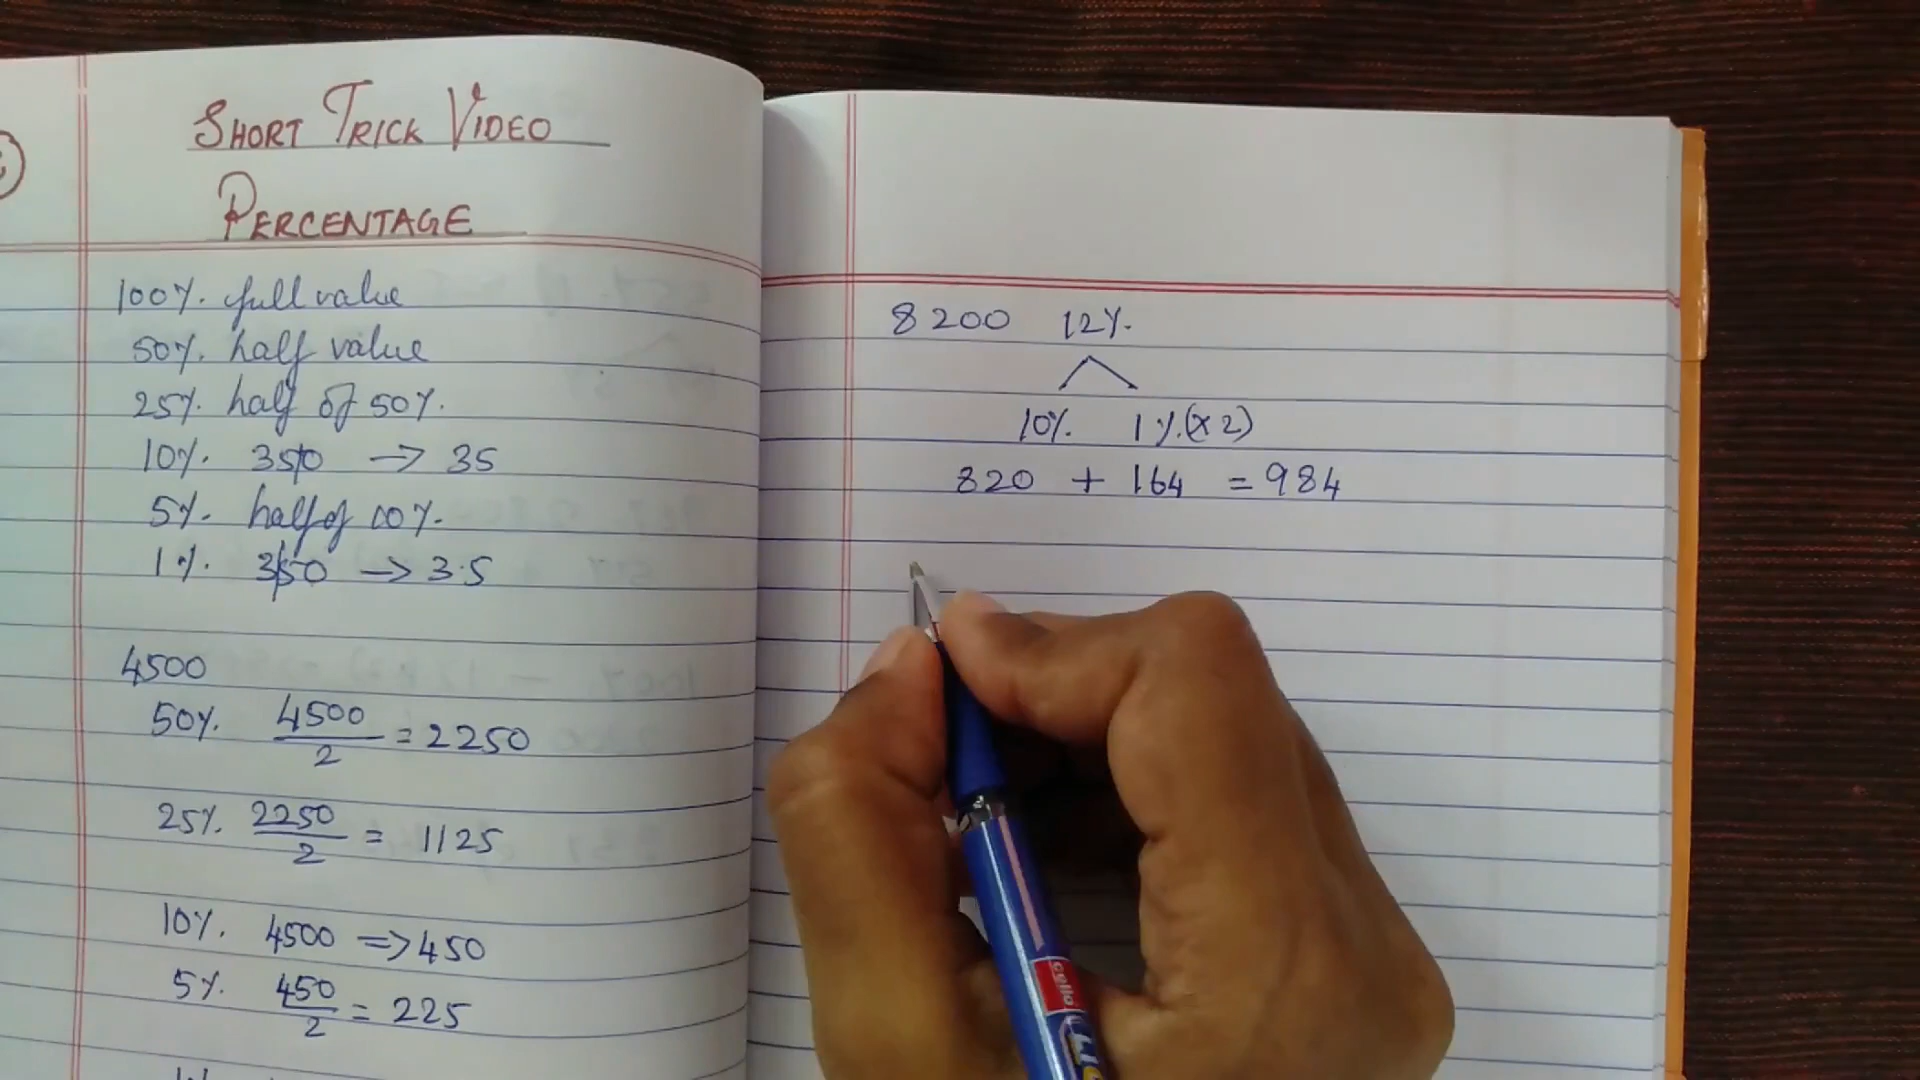 SHORT TRICK VIDEO
PERCENTAGE
100%. full value
50%. half value
25%. half of 50%.
10%. 350 -> 35
5%. half of 10%.
1%. 350 -> 3.5
4500
50%. 4500/2 = 2250
25%. 2250/2 = 1125
10%. 4500 => 450
5%. 450/2 = 225
8200 12%.
10%. 1%.(x2)
820 + 164 = 984
cello